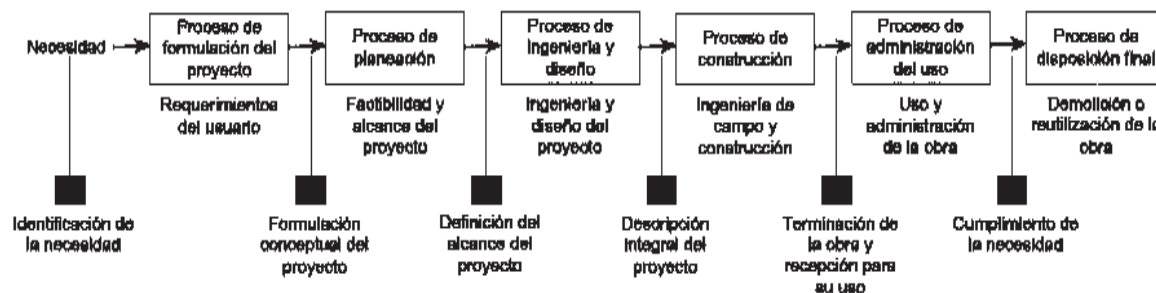 Necesidad
Proceso de
formulación del
proyecto
Proceso de
planeación
Proceso de
ingeniería y
diseño
Proceso de
construcción
Proceso de
administración
del uso
Proceso de
disposición final
Requerimientos
del usuario
Factibilidad y
alcance del
proyecto
Ingeniería y
diseño del
proyecto
Ingeniería de
campo y
construcción
Uso y
administración
de la obra
Demolición o
reutilización de la
obra
Identificación de
la necesidad
Formulación
conceptual del
proyecto
Definición del
alcance del
proyecto
Descripción
integral del
proyecto
Terminación de
la obra y
recepción para
su uso
Cumplimiento de
la necesidad